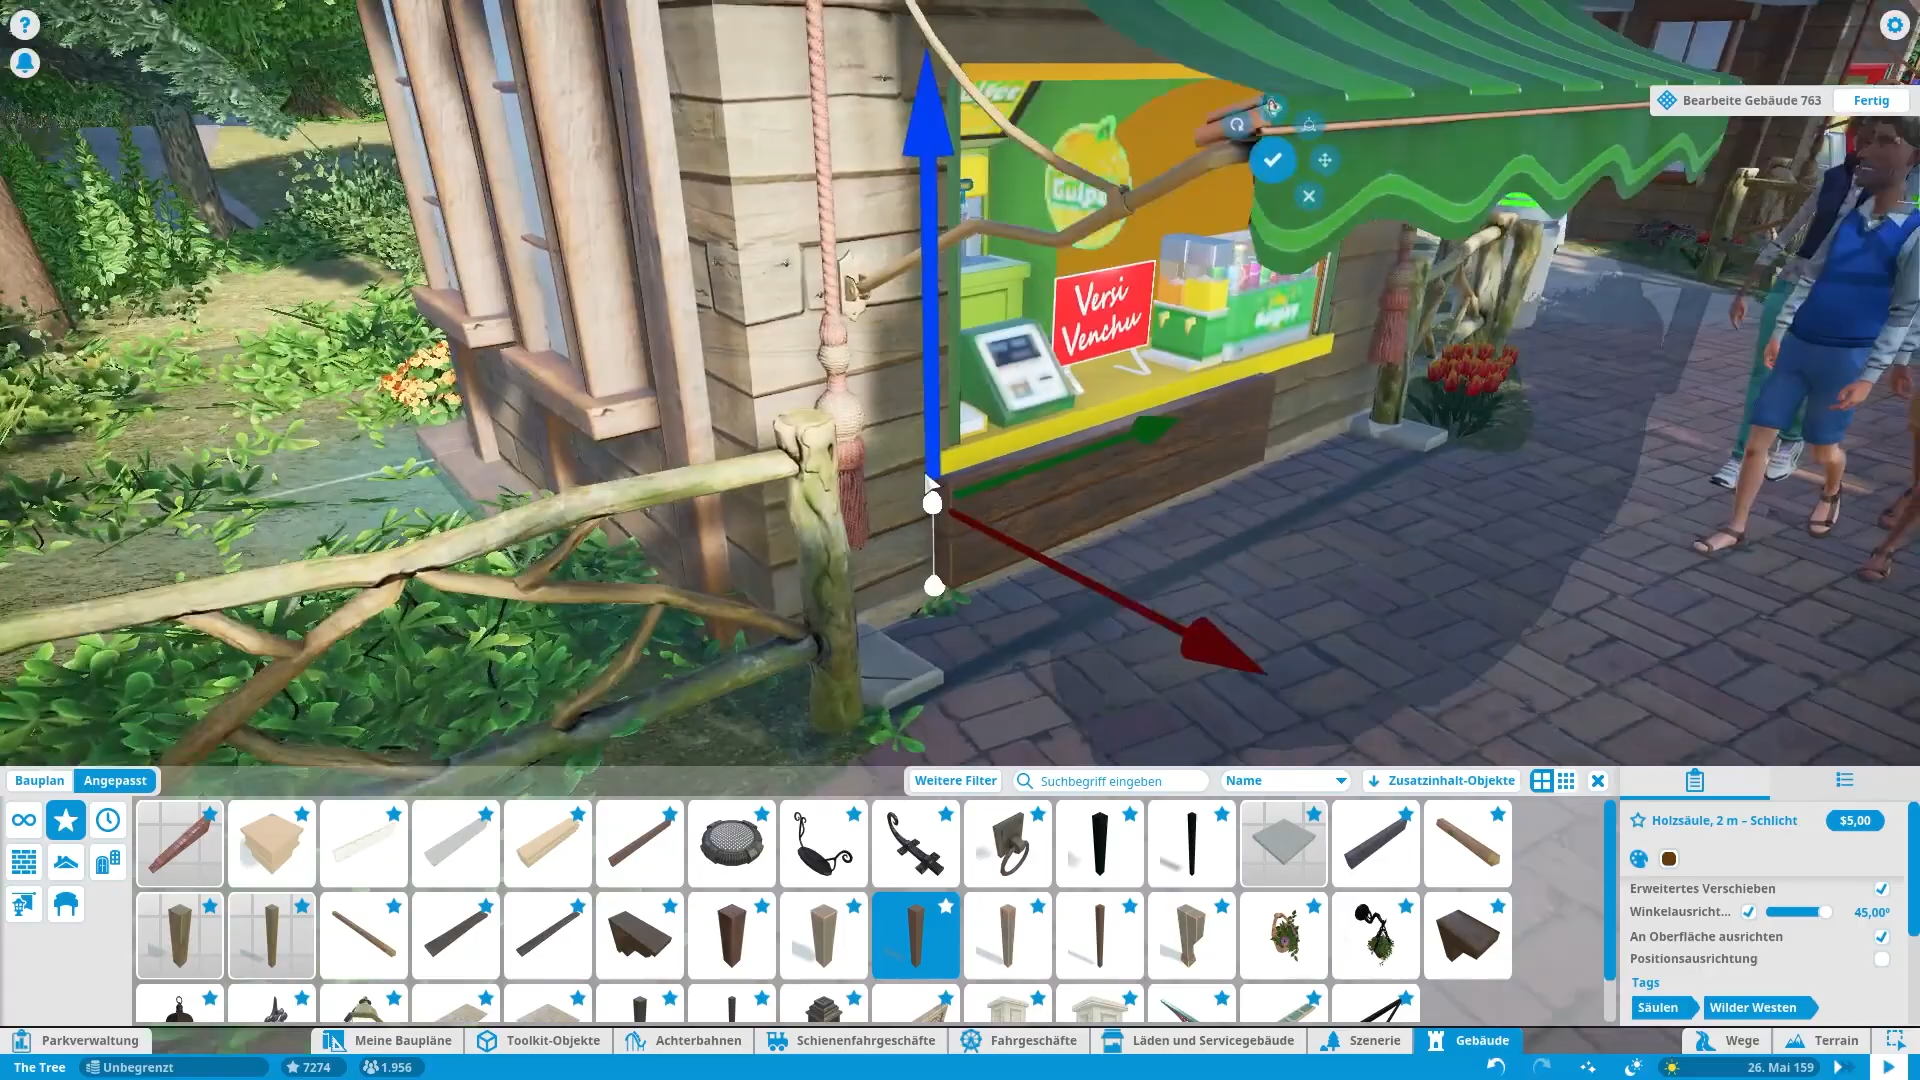 ?
Bearbeite Gebäude 763
Fertig
Gulpee
Versi
Venchu
Bauplan
Angepasst
Weitere Filter
Suchbegriff eingeben
Name
Zusatzinhalt-Objekte
Holzsäule, 2 m – Schlicht
$5,00
Erweitertes Verschieben
Winkelausricht...
45,00°
An Oberfläche ausrichten
Positionsausrichtung
Tags
Säulen
Wilder Westen
Parkverwaltung
Meine Baupläne
Toolkit-Objekte
Achterbahnen
Schienenfahrgeschäfte
Fahrgeschäfte
Läden und Servicegebäude
Szenerie
Gebäude
Wege
Terrain
The Tree
Unbegrenzt
7274
1.956
26. Mai 159